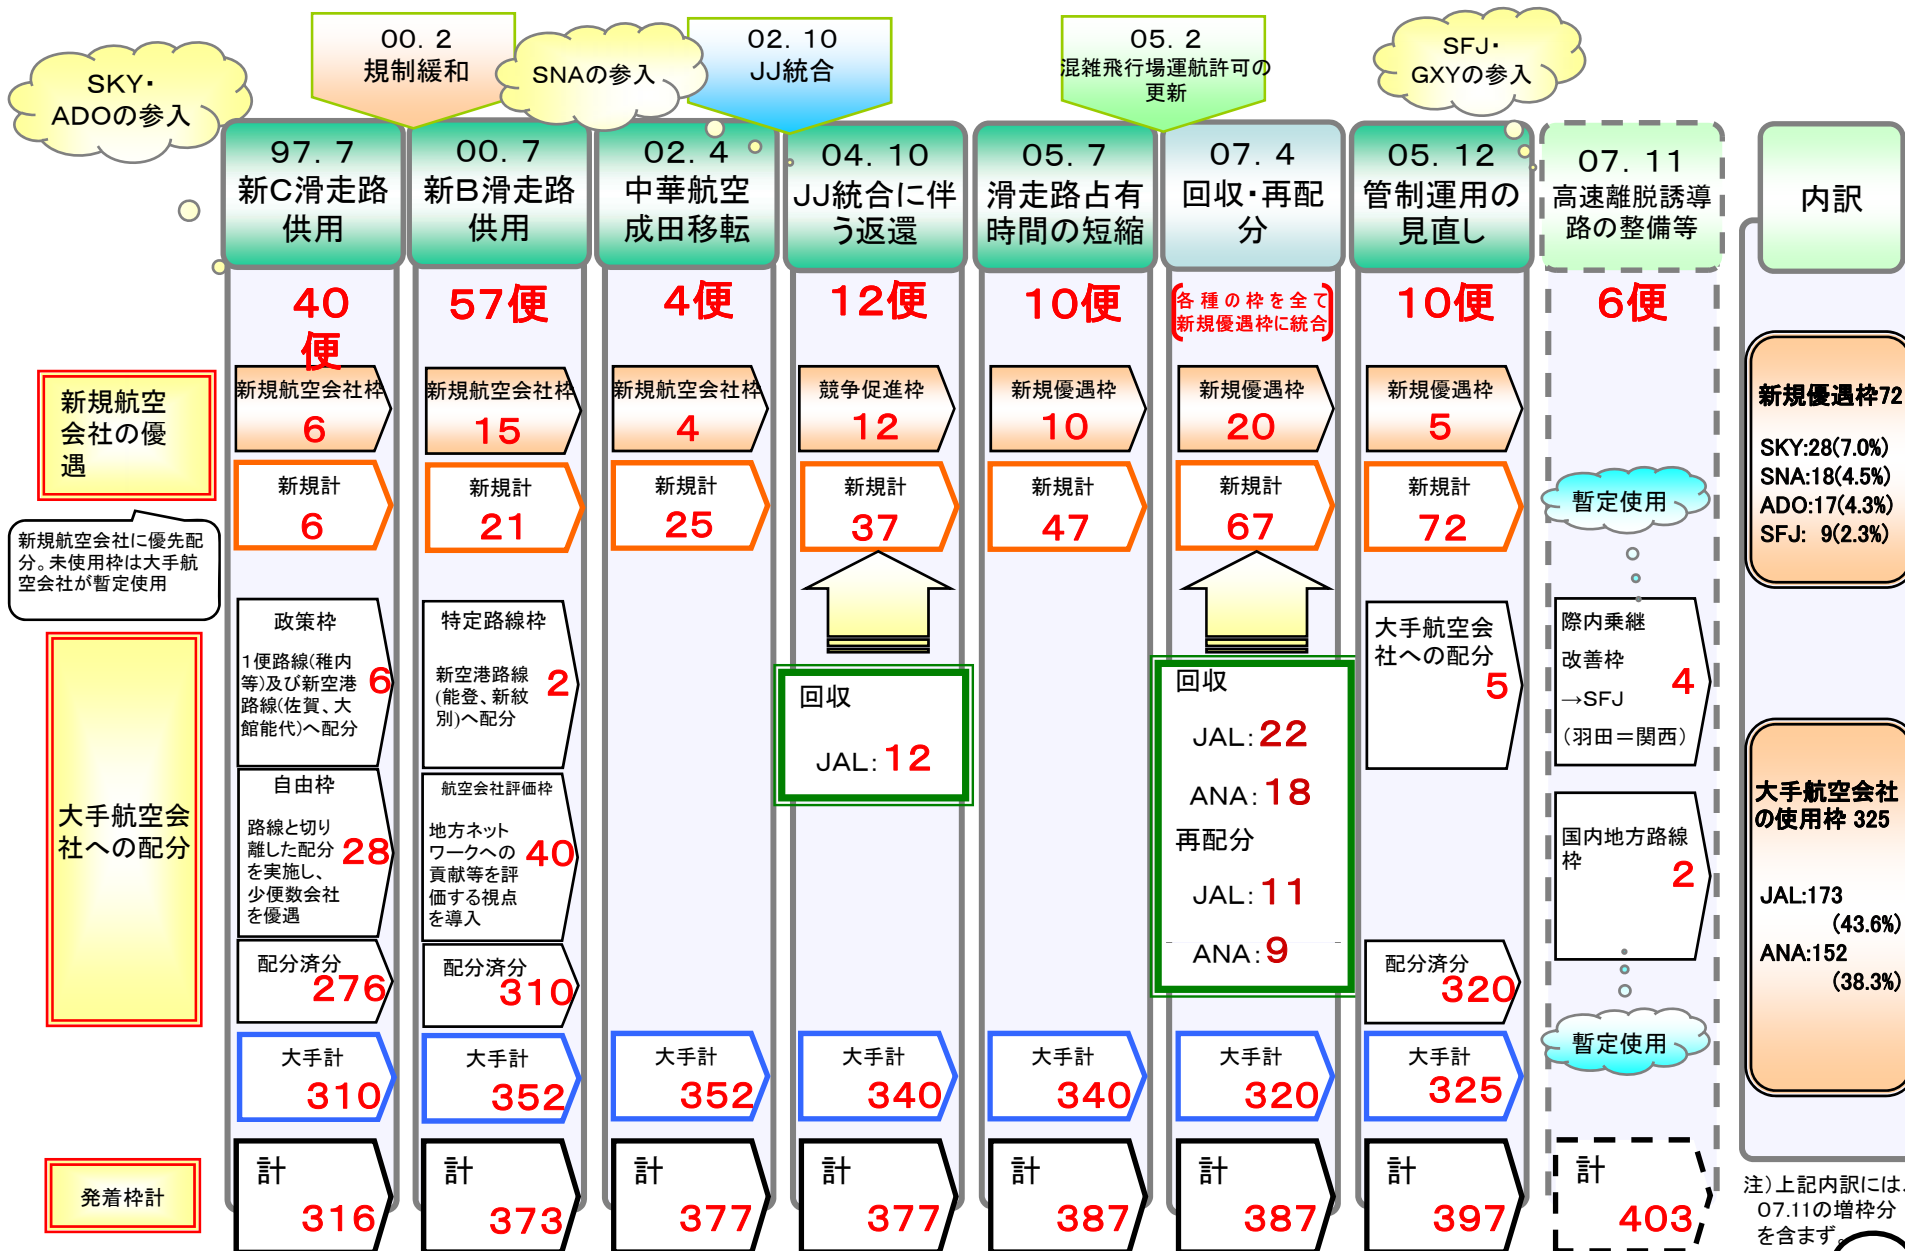 SKY・
ADOの参入
00. 2
規制緩和
SNAの参入
02. 10
JJ統合
05. 2
混雑飛行場運航許可の
更新
SFJ・
GXYの参入
97. 7
新C滑走路
供用
00. 7
新B滑走路
供用
02. 4
中華航空
成田移転
04. 10
JJ統合に伴
う返還
05. 7
滑走路占有
時間の短縮
07. 4
回収・再配
分
05. 12
管制運用の
見直し
07. 11
高速離脱誘導
路の整備等
内訳
40
便
57便
4便
12便
10便
各種の枠を全て
新規優遇枠に統合
10便
6便
新規航空
会社の優
遇
新規航空会社枠
6
新規航空会社枠
15
新規航空会社枠
4
競争促進枠
12
新規優遇枠
10
新規優遇枠
20
新規優遇枠
5
新規計
6
新規計
21
新規計
25
新規計
37
新規計
47
新規計
67
新規計
72
暫定使用
新規優遇枠72
SKY:28(7.0%)
SNA:18(4.5%)
ADO:17(4.3%)
SFJ: 9(2.3%)
新規航空会社に優先配
分。未使用枠は大手航
空会社が暫定使用
大手航空会
社への配分
政策枠
1便路線(稚内
等)及び新空港
路線(佐賀、大
館能代)へ配分
6
特定路線枠
新空港路線
(能登、新紋
別)へ配分
2
回収
JAL:12
回収
JAL:22
ANA:18
再配分
JAL:11
ANA:9
大手航空会
社への配分
5
際内乗継
改善枠
→SFJ
(羽田=関西)
4
自由枠
路線と切り
離した配分
を実施し、
少便数会社
を優遇
28
航空会社評価枠
地方ネット
ワークへの
貢献等を評
価する視点
を導入
40
国内地方路線
枠
2
大手航空会社
の使用枠 325
JAL:173
(43.6%)
ANA:152
(38.3%)
配分済分
276
配分済分
310
配分済分
320
暫定使用
大手計
310
大手計
352
大手計
352
大手計
340
大手計
340
大手計
320
大手計
325
発着枠計
計
316
計
373
計
377
計
377
計
387
計
387
計
397
計
403
注)上記内訳には、
07.11の増枠分
を含まず。